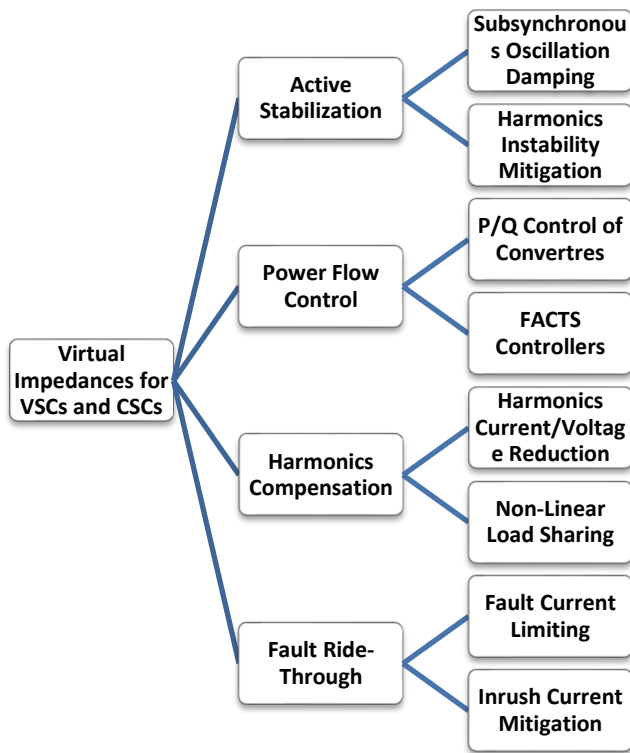 Subsynchronou
s Oscillation
Damping
Active
Stabilization
Harmonics
Instability
Mitigation
P/Q Control of
Convertres
Power Flow
Control
FACTS
Controllers
Virtual
Impedances for
VSCs and CSCs
Harmonics
Current/Voltag
e Reduction
Harmonics
Compensation
Non-Linear
Load Sharing
Fault Current
Limiting
Fault Ride-
Through
Inrush Current
Mitigation